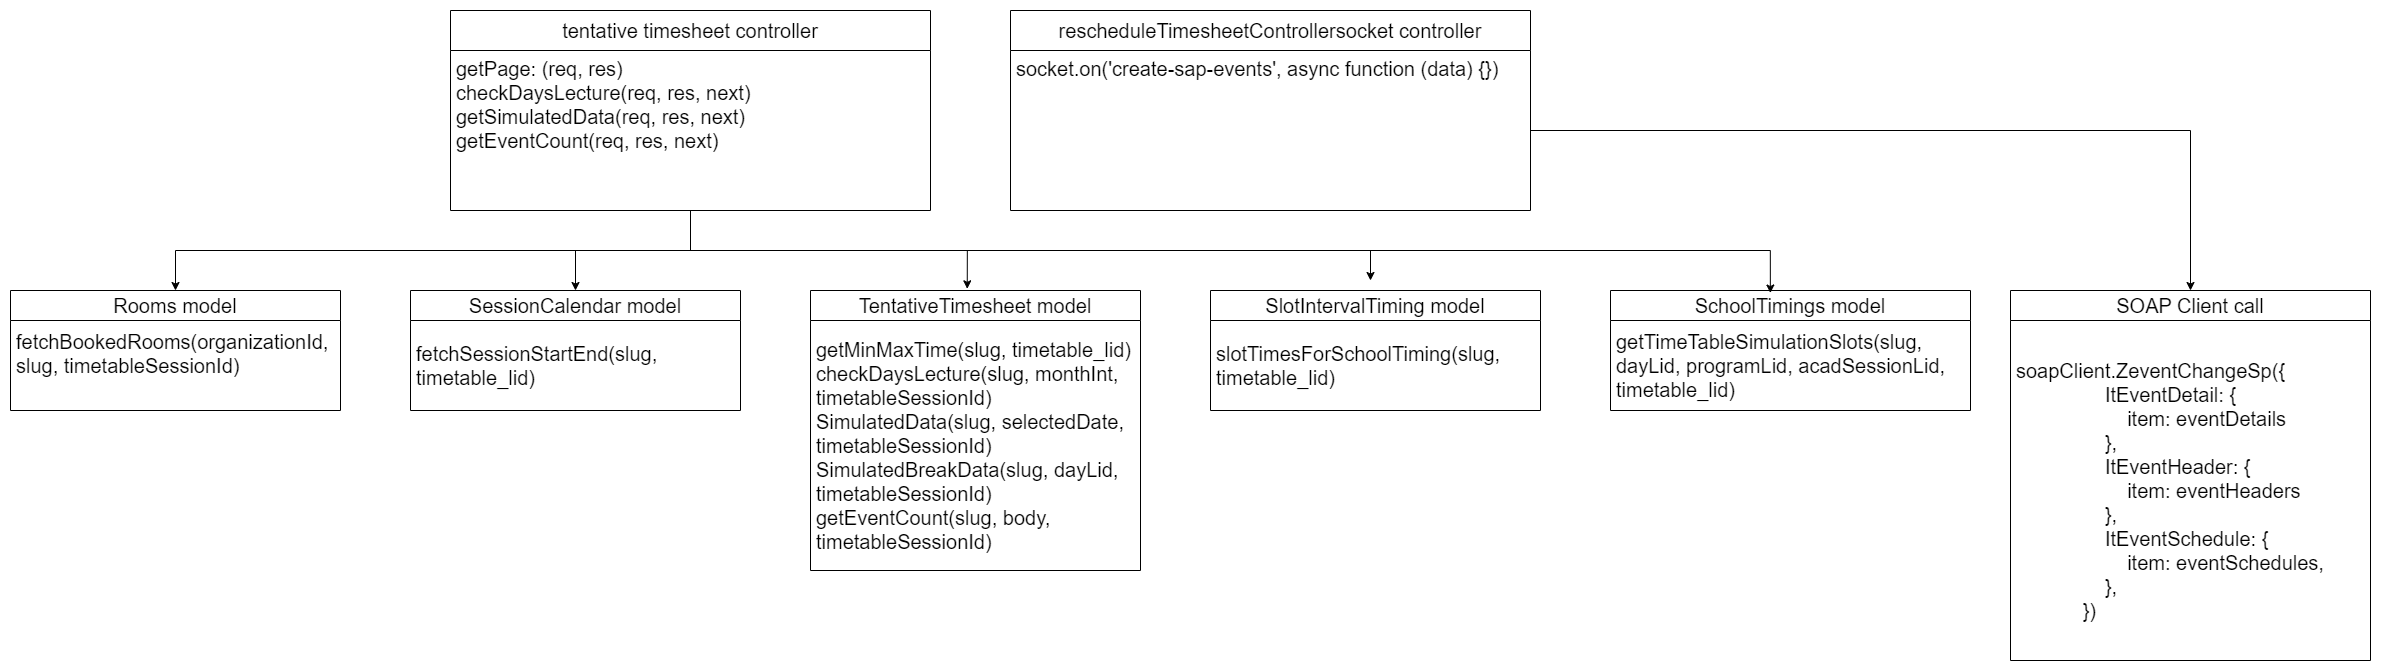 tentative timesheet controller
getPage: (req, res)
checkDaysLecture(req, res, next)
getSimulatedData(req, res, next)
getEventCount(req, res, next)
rescheduleTimesheetControllersocket controller
socket.on('create-sap-events', async function (data) {})
Rooms model
fetchBookedRooms(organizationId,
slug, timetableSessionId)
SessionCalendar model
fetchSessionStartEnd(slug,
timetable_lid)
TentativeTimesheet model
getMinMaxTime(slug, timetable_lid)
checkDaysLecture(slug, monthInt,
timetableSessionId)
SimulatedData(slug, selectedDate,
timetableSessionId)
SimulatedBreakData(slug, dayLid,
timetableSessionId)
getEventCount(slug, body,
timetableSessionId)
SlotIntervalTiming model
slotTimesForSchoolTiming(slug,
timetable_lid)
SchoolTimings model
getTimeTableSimulationSlots(slug,
dayLid, programLid, acadSessionLid,
timetable_lid)
SOAP Client call
soapClient.ZeventChangeSp({
ItEventDetail: {
item: eventDetails
},
ItEventHeader: {
item: eventHeaders
},
ItEventSchedule: {
item: eventSchedules,
},
})